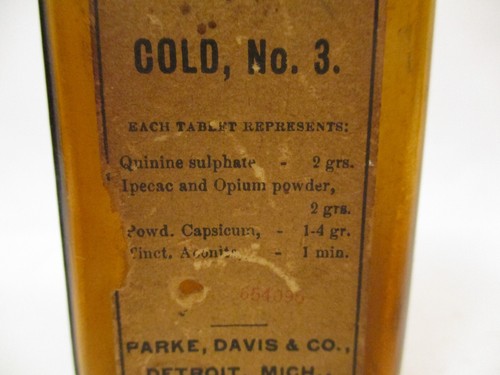 COLD, No. 3.
EACH TABLET REPRESENTS:
Quinine sulphate - 2 grs.
Ipecac and Opium powder,
2 grs.
Powd. Capsicum, - 1-4 gr.
Tinct. Aconite, - 1 min.
654095
PARKE, DAVIS & CO.,
DETROIT, MICH.,